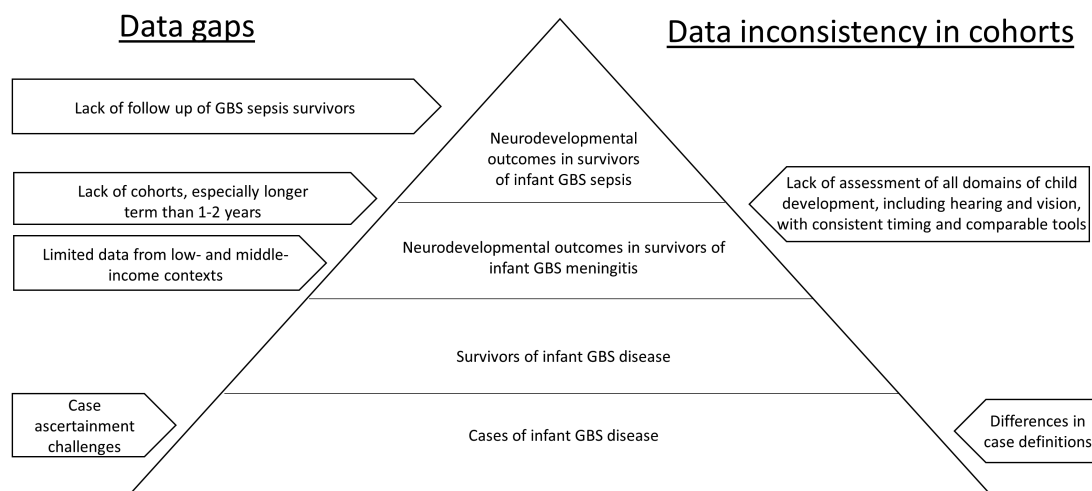 Data gaps
Data inconsistency in cohorts
Lack of follow up of GBS sepsis survivors
Neurodevelopmental
outcomes in survivors
of infant GBS sepsis
Lack of cohorts, especially longer
term than 1-2 years
Lack of assessment of all domains of child
development, including hearing and vision,
with consistent timing and comparable tools
Limited data from low- and middle-
income contexts
Neurodevelopmental outcomes in survivors of
infant GBS meningitis
Survivors of infant GBS disease
Case
ascertainment
challenges
Cases of infant GBS disease
Differences in
case definitions